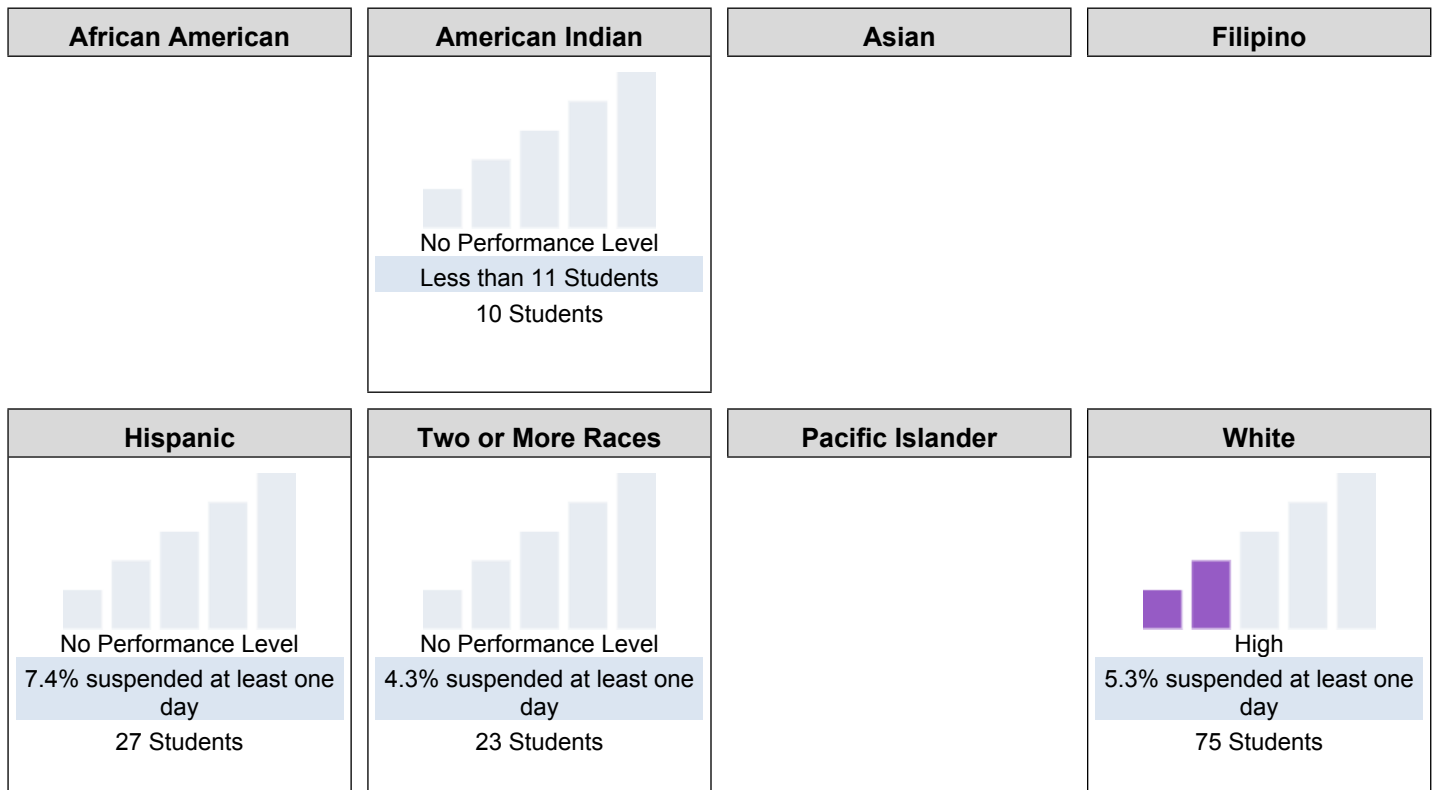 African American
American Indian
Asian
Filipino
No Performance Level
Less than 11 Students
10 Students
Hispanic
Two or More Races
Pacific Islander
White
No Performance Level
7.4% suspended at least one
day
27 Students
No Performance Level
4.3% suspended at least one
day
23 Students
High
5.3% suspended at least one
day
75 Students